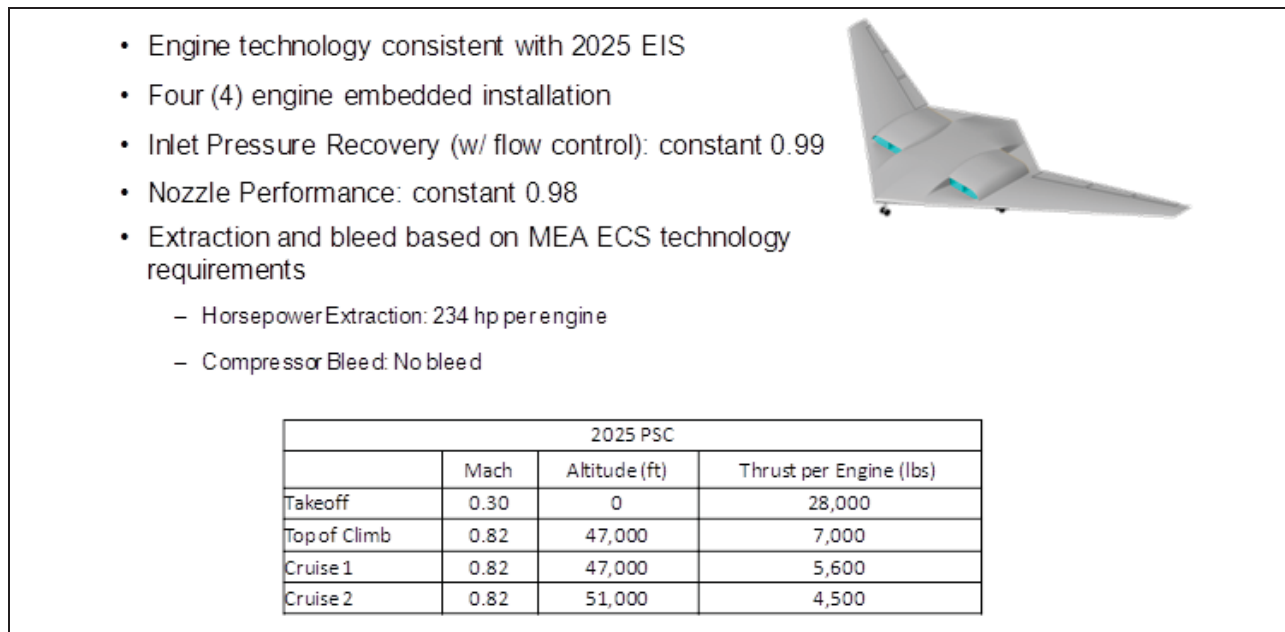 • Engine technology consistent with 2025 EIS
• Four (4) engine embedded installation
• Inlet Pressure Recovery (w/ flow control): constant 0.99
• Nozzle Performance: constant 0.98
• Extraction and bleed based on MEA ECS technology
requirements
– Horsepower Extraction: 234 hp per engine
– Compressor Bleed: No bleed
2025 PSC
Mach Altitude (ft) Thrust per Engine (lbs)
Takeoff 0.30 0 28,000
Top of Climb 0.82 47,000 7,000
Cruise 1 0.82 47,000 5,600
Cruise 2 0.82 51,000 4,500